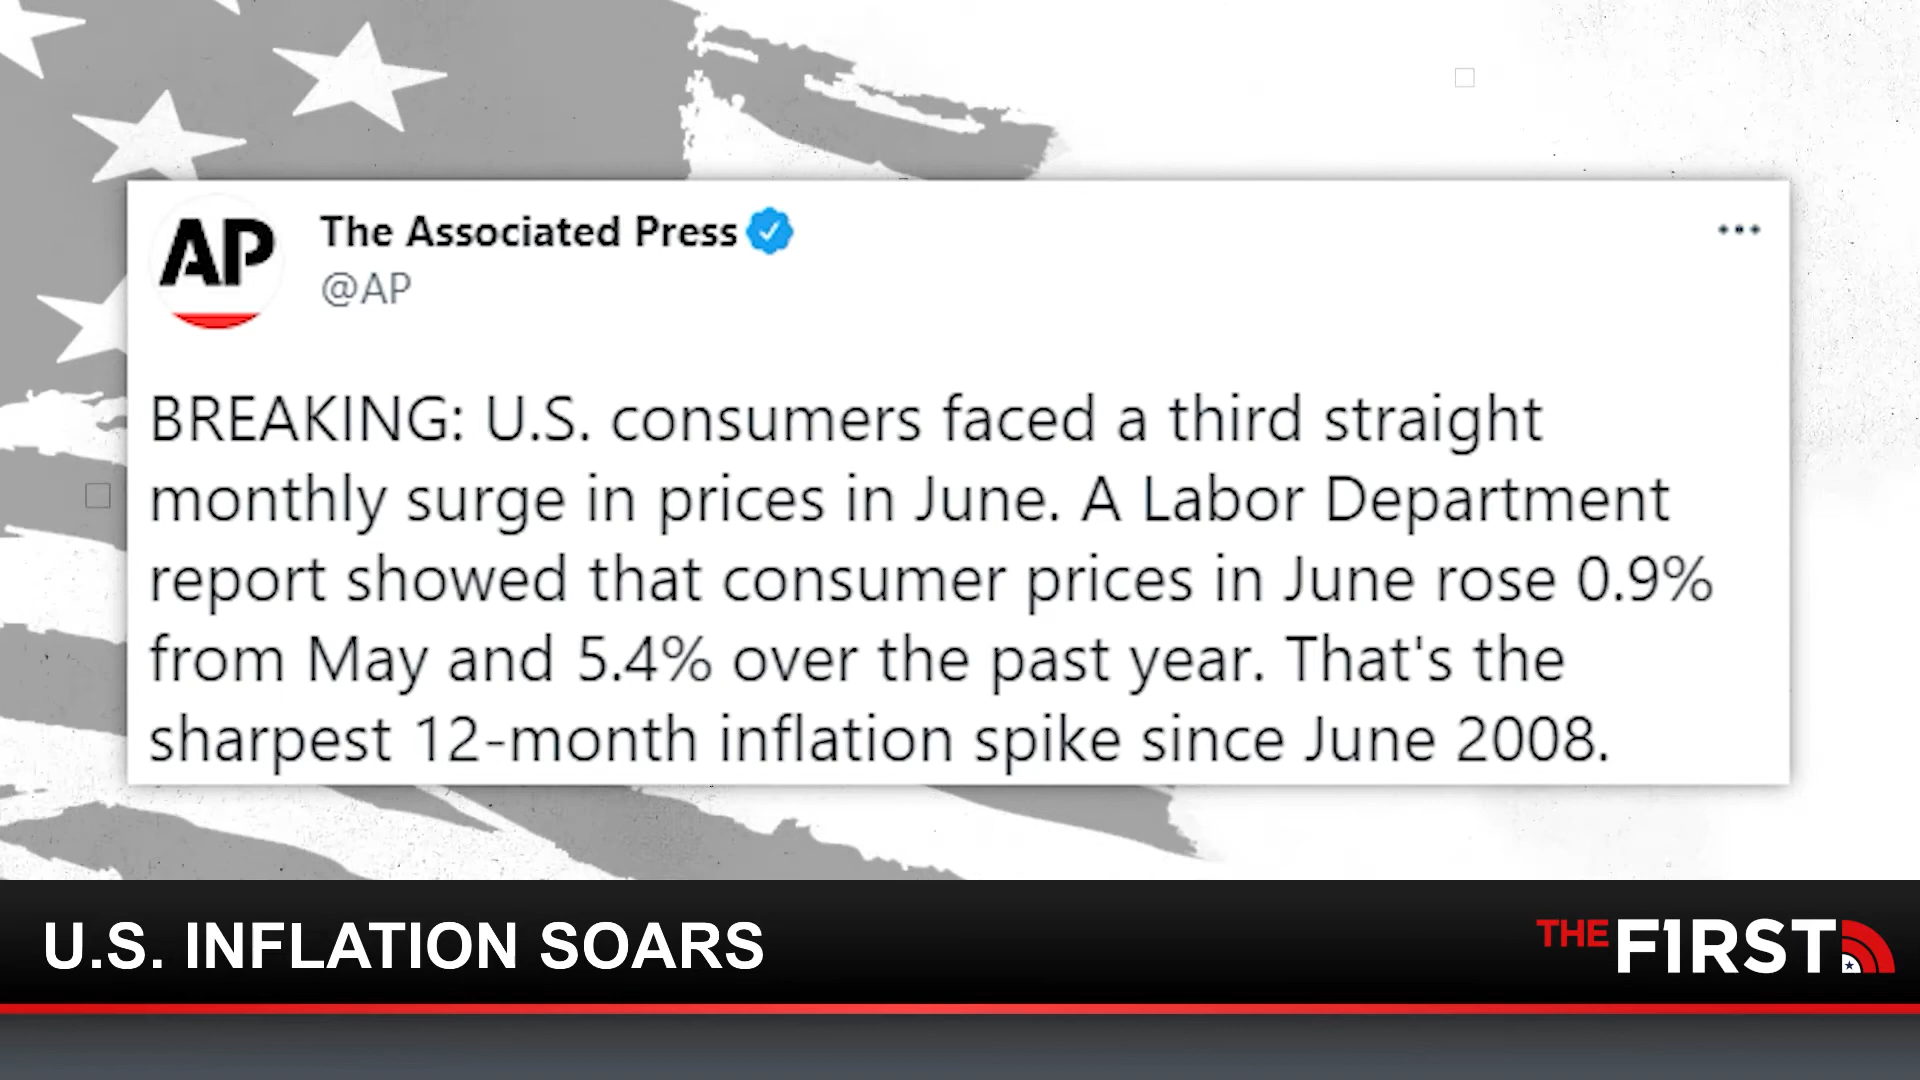 AP
The Associated Press
@AP
BREAKING: U.S. consumers faced a third straight
monthly surge in prices in June. A Labor Department
report showed that consumer prices in June rose 0.9%
from May and 5.4% over the past year. That's the
sharpest 12-month inflation spike since June 2008.
U.S. INFLATION SOARS
THE FIRST